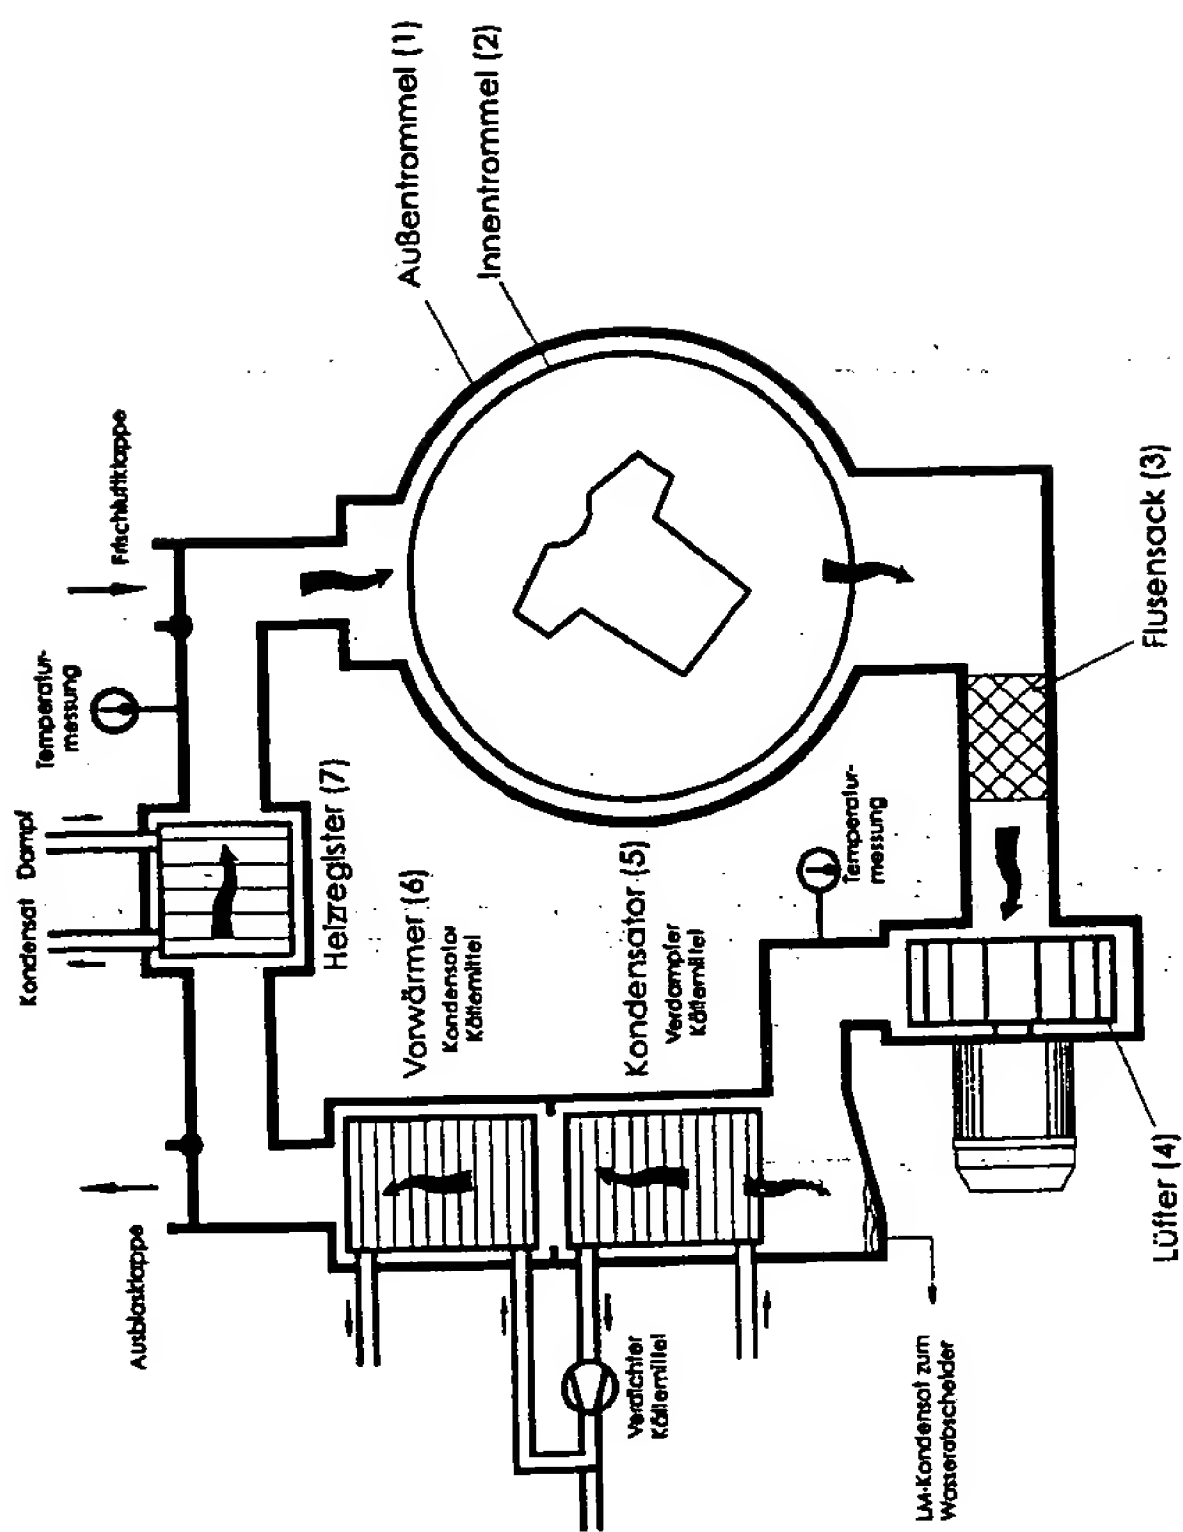 Außentrommel (1)
Innentrommel (2)
Frischluftklappe
Temperatur-
messung
Kondensat Dampf
Heizregister (7)
Vorwärmer (6)
Kondensator
Kältemittel
Kondensator (5)
Verdampfer
Kältemittel
Temperatur-
messung
Flusensack (3)
Lüfter (4)
Ausblasklappe
Verdichter
Kältemittel
LM-Kondensat zum
Wasserabscheider